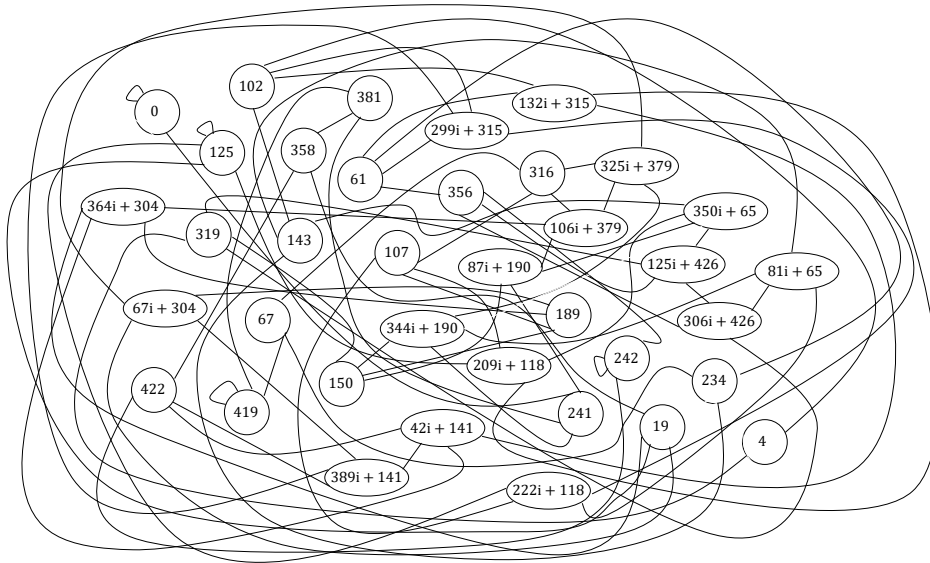 102
381
0
132i + 315
299i + 315
125
358
61
316
325i + 379
356
364i + 304
350i + 65
319
143
106i + 379
107
87i + 190
125i + 426
81i + 65
67i + 304
67
344i + 190
189
306i + 426
150
209i + 118
242
234
422
419
241
42i + 141
19
4
389i + 141
222i + 118